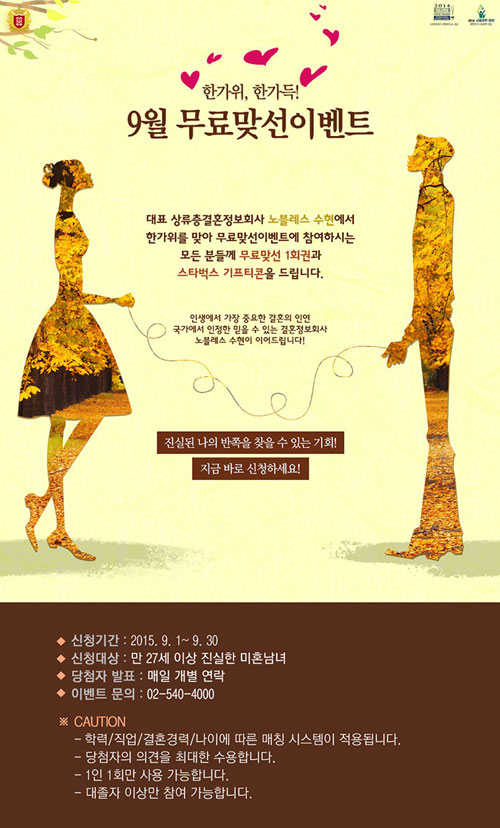 2014
한가위, 한가득!
9월 무료맞선이벤트
대표 상류층결혼정보회사 노블레스 수현에서
한가위를 맞아 무료맞선이벤트에 참여하시는
모든 분들께 무료맞선 1회권과
스타벅스 기프티콘을 드립니다.
인생에서 가장 중요한 결혼의 인연
국가에서 인정한 믿을 수 있는 결혼정보회사
노블레스 수현이 이어드립니다!
진실된 나의 반쪽을 찾을 수 있는 기회!
지금 바로 신청하세요!
◆ 신청기간 : 2015. 9. 1~ 9. 30
◆ 신청대상 : 만 27세 이상 진실한 미혼남녀
◆ 당첨자 발표 : 매일 개별 연락
◆ 이벤트 문의 : 02-540-4000
※ CAUTION
- 학력/직업/결혼경력/나이에 따른 매칭 시스템이 적용됩니다.
- 당첨자의 의견을 최대한 수용합니다.
- 1인 1회만 사용 가능합니다.
- 대졸자 이상만 참여 가능합니다.